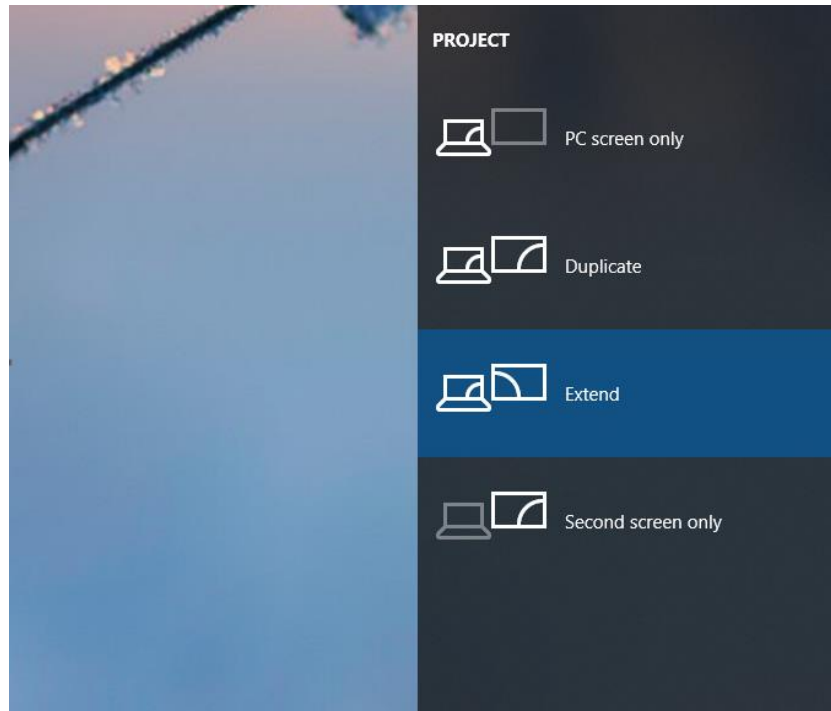 PROJECT
PC screen only
Duplicate
Extend
Second screen only